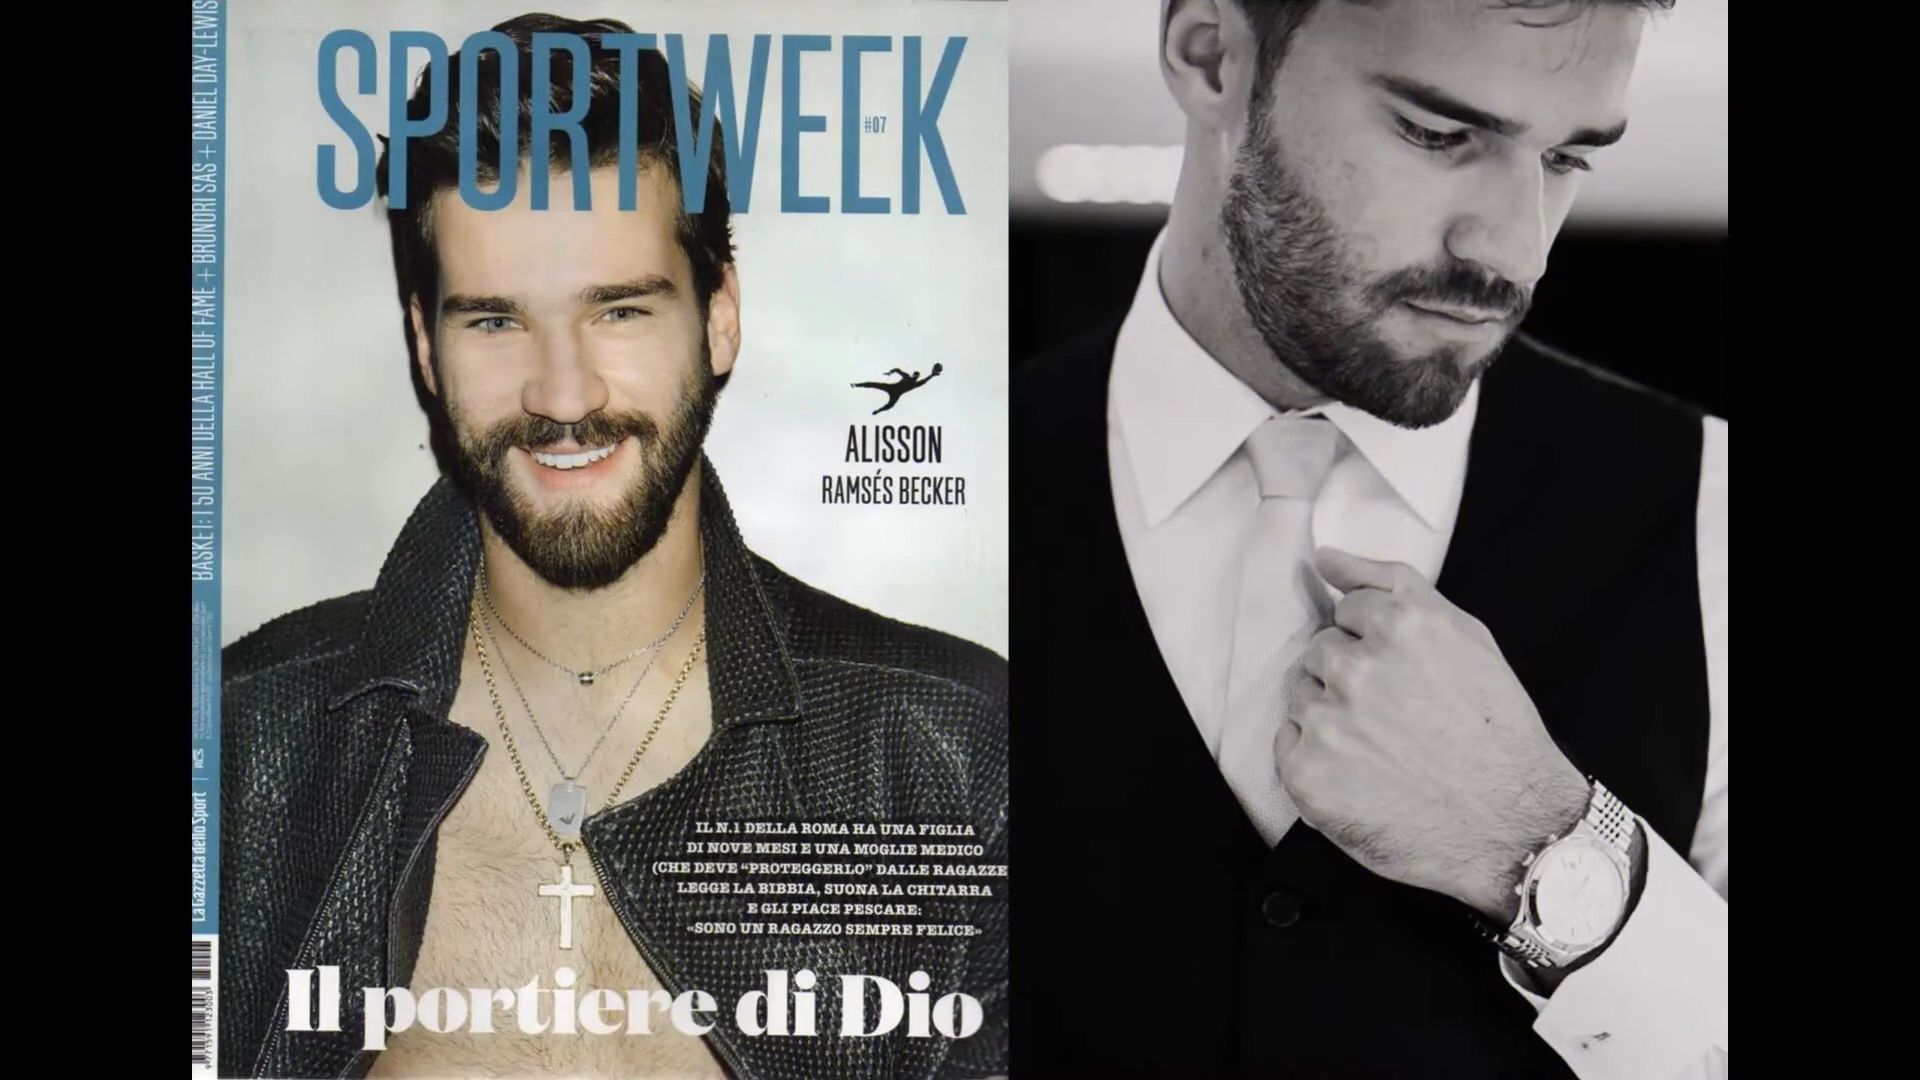 SPORTWEEK
#07
ALISSON
RAMSÉS BECKER
IL N.1 DELLA ROMA HA UNA FIGLIA
DI NOVE MESI E UNA MOGLIE MEDICO
(CHE DEVE “PROTEGGERLO” DALLE RAGAZZE
LEGGE LA BIBBIA, SUONA LA CHITARRA
E GLI PIACE PESCARE:
«SONO UN RAGAZZO SEMPRE FELICE»
Il portiere di Dio
BASKET: I 50 ANNI DELLA HALL OF FAME + BRUNORI SAS + DANIEL DAY-LEWIS
La Gazzetta dello Sport
9771591123003